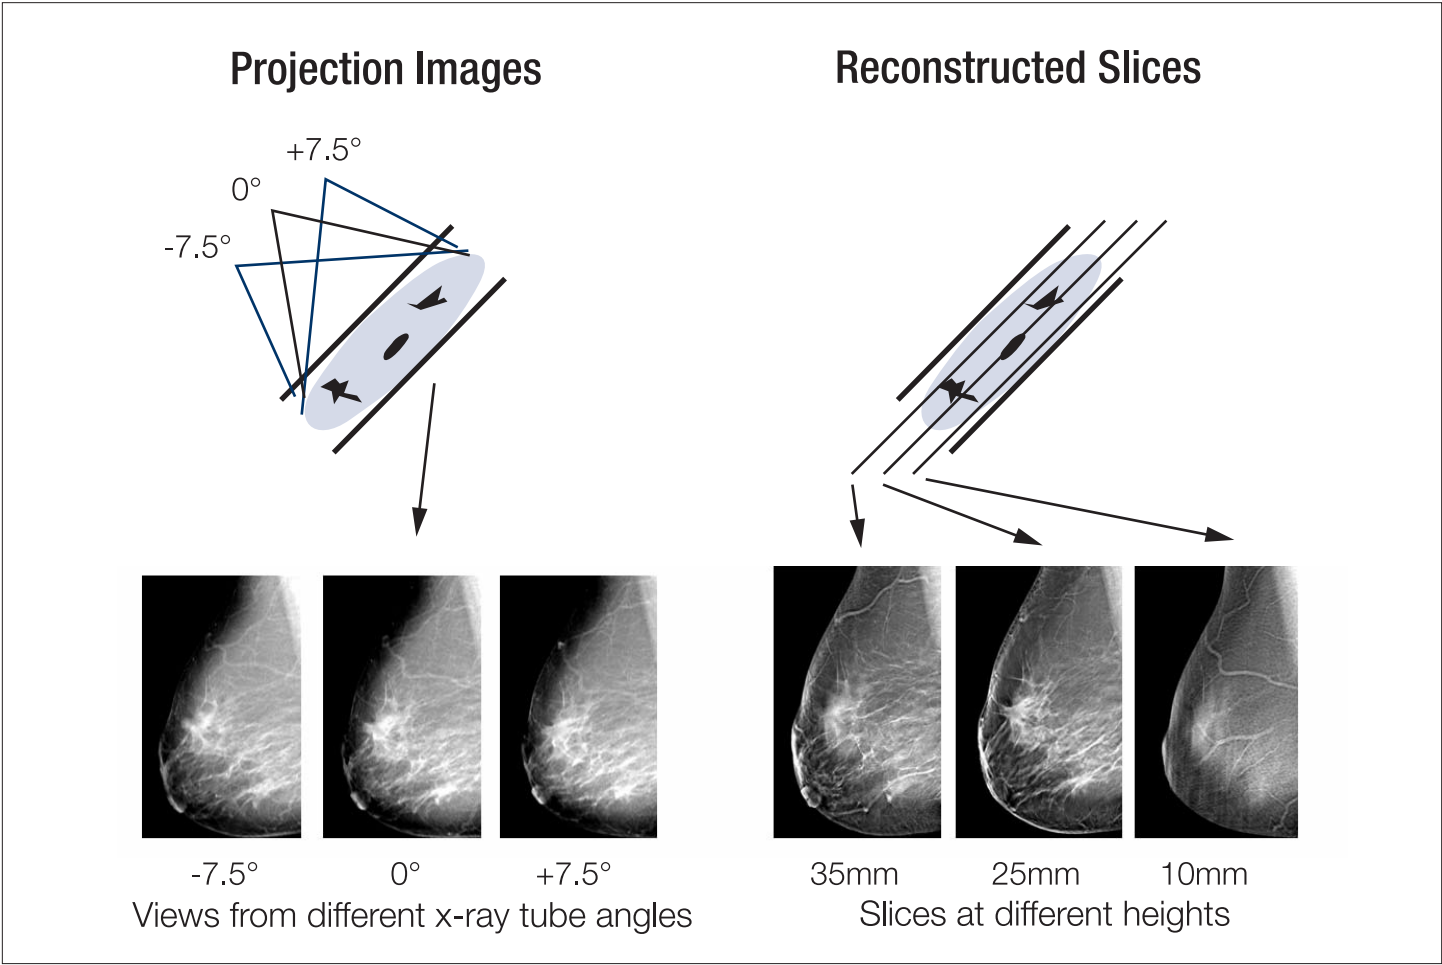 Projection Images
+7.5°
0°
-7.5°
-7.5°
0°
+7.5°
Views from different x-ray tube angles
Reconstructed Slices
35mm
25mm
10mm
Slices at different heights